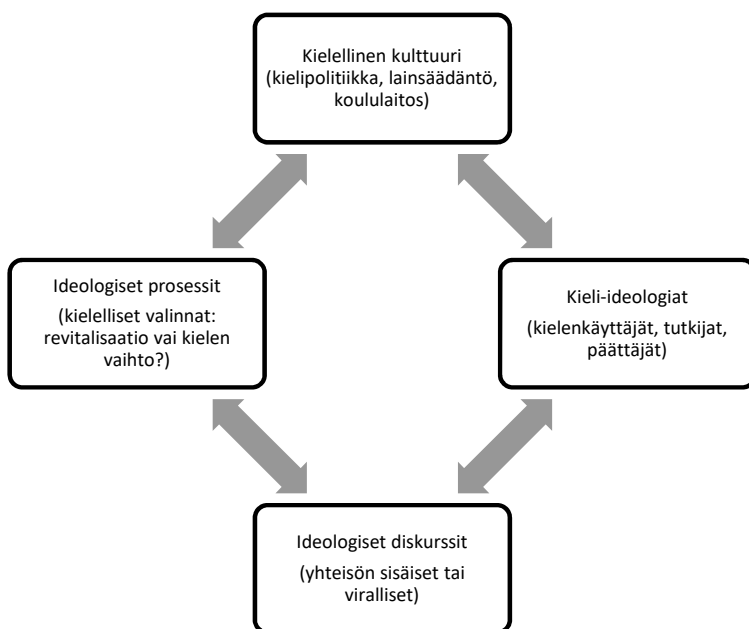 Kielellinen kulttuuri
(kielipolitiikka, lainsäädäntö,
koululaitos)
Ideologiset prosessit
(kielelliset valinnat:
revitalisaatio vai kielen
vaihto?)
Kieli-ideologiat
(kielenkäyttäjät, tutkijat,
päättäjät)
Ideologiset diskurssit
(yhteisön sisäiset tai
viralliset)